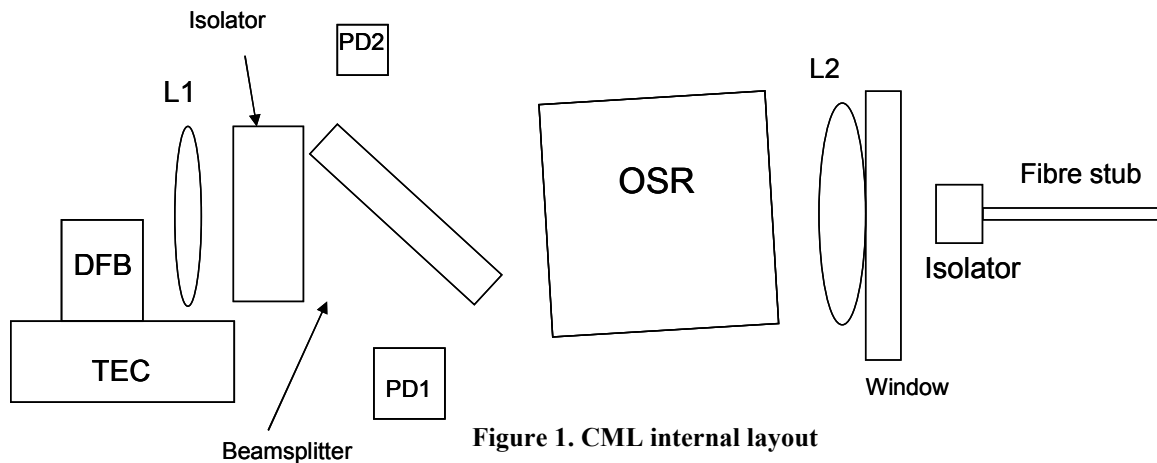 Isolator
PD2
L1
L2
OSR
Fibre stub
DFB
Isolator
TEC
PD1
Window
Beamsplitter
Figure 1. CML internal layout